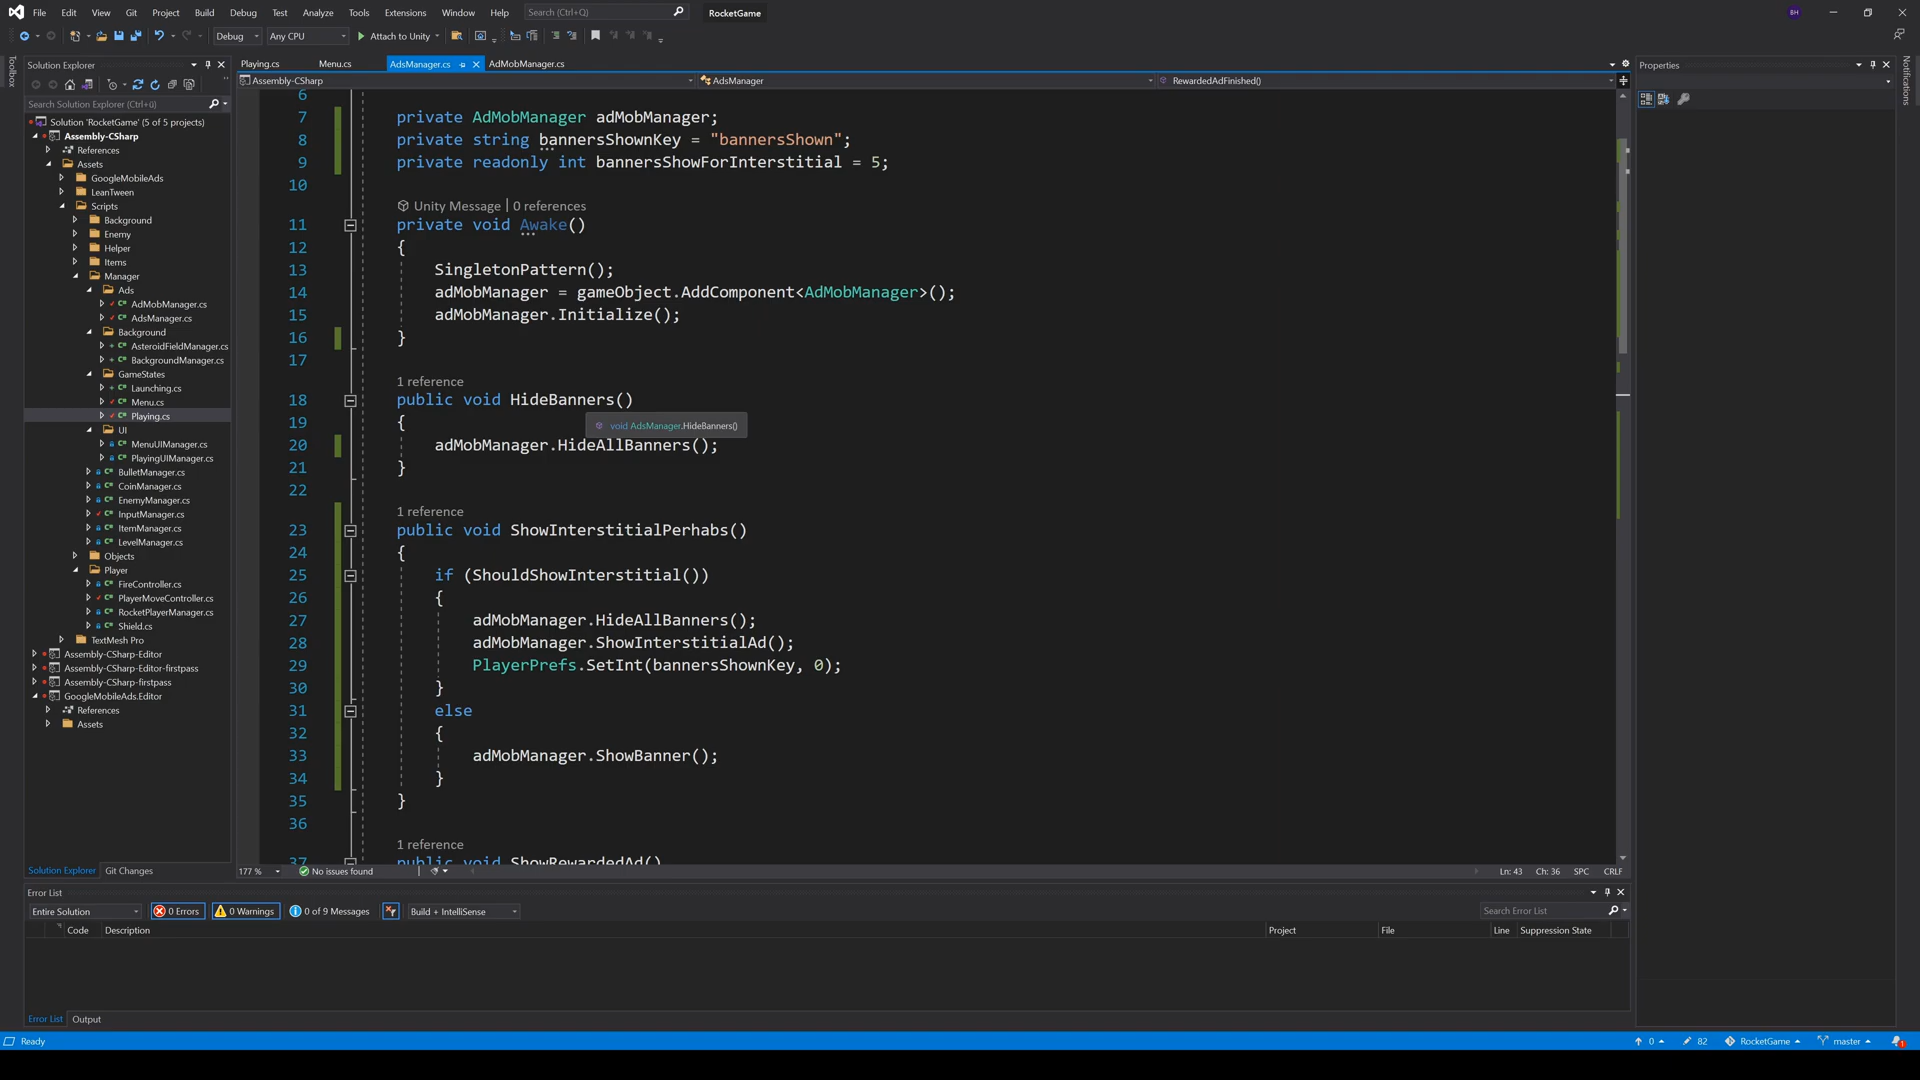 File Edit View Git Project Build Debug Test Analyze Tools Extensions Window Help Search (Ctrl+Q) RocketGame BH
Debug Any CPU Attach to Unity
Toolbox
Solution Explorer
Search Solution Explorer (Ctrl+ü)
Solution 'RocketGame' (5 of 5 projects)
Assembly-CSharp
References
Assets
GoogleMobileAds
LeanTween
Scripts
Background
Enemy
Helper
Items
Manager
Ads
AdMobManager.cs
AdsManager.cs
Background
AsteroidFieldManager.cs
BackgroundManager.cs
GameStates
Launching.cs
Menu.cs
Playing.cs
UI
MenuUIManager.cs
PlayingUIManager.cs
BulletManager.cs
CoinManager.cs
EnemyManager.cs
InputManager.cs
ItemManager.cs
LevelManager.cs
Objects
Player
FireController.cs
PlayerMoveController.cs
RocketPlayerManager.cs
Shield.cs
TextMesh Pro
Assembly-CSharp-Editor
Assembly-CSharp-Editor-firstpass
Assembly-CSharp-firstpass
GoogleMobileAds.Editor
References
Assets
Solution Explorer Git Changes
Playing.cs Menu.cs AdsManager.cs AdMobManager.cs
Assembly-CSharp AdsManager RewardedAdFinished()
6
7 private AdMobManager adMobManager;
8 private string bannersShownKey = "bannersShown";
9 private readonly int bannersShowForInterstitial = 5;
10
Unity Message | 0 references
11 private void Awake()
12 {
13 SingletonPattern();
14 adMobManager = gameObject.AddComponent<AdMobManager>();
15 adMobManager.Initialize();
16 }
17
1 reference
18 public void HideBanners()
19 {
void AdsManager.HideBanners()
20 adMobManager.HideAllBanners();
21 }
22
1 reference
23 public void ShowInterstitialPerhabs()
24 {
25 if (ShouldShowInterstitial())
26 {
27 adMobManager.HideAllBanners();
28 adMobManager.ShowInterstitialAd();
29 PlayerPrefs.SetInt(bannersShownKey, 0);
30 }
31 else
32 {
33 adMobManager.ShowBanner();
34 }
35 }
36
1 reference
37 public void ShowRewardedAd()
177 % No issues found Ln: 43 Ch: 36 SPC CRLF
Properties
Notifications
Error List
Entire Solution 0 Errors 0 Warnings 0 of 9 Messages Build + IntelliSense Search Error List
Code Description Project File Line Suppression State
Error List Output
Ready 0 82 RocketGame master 1